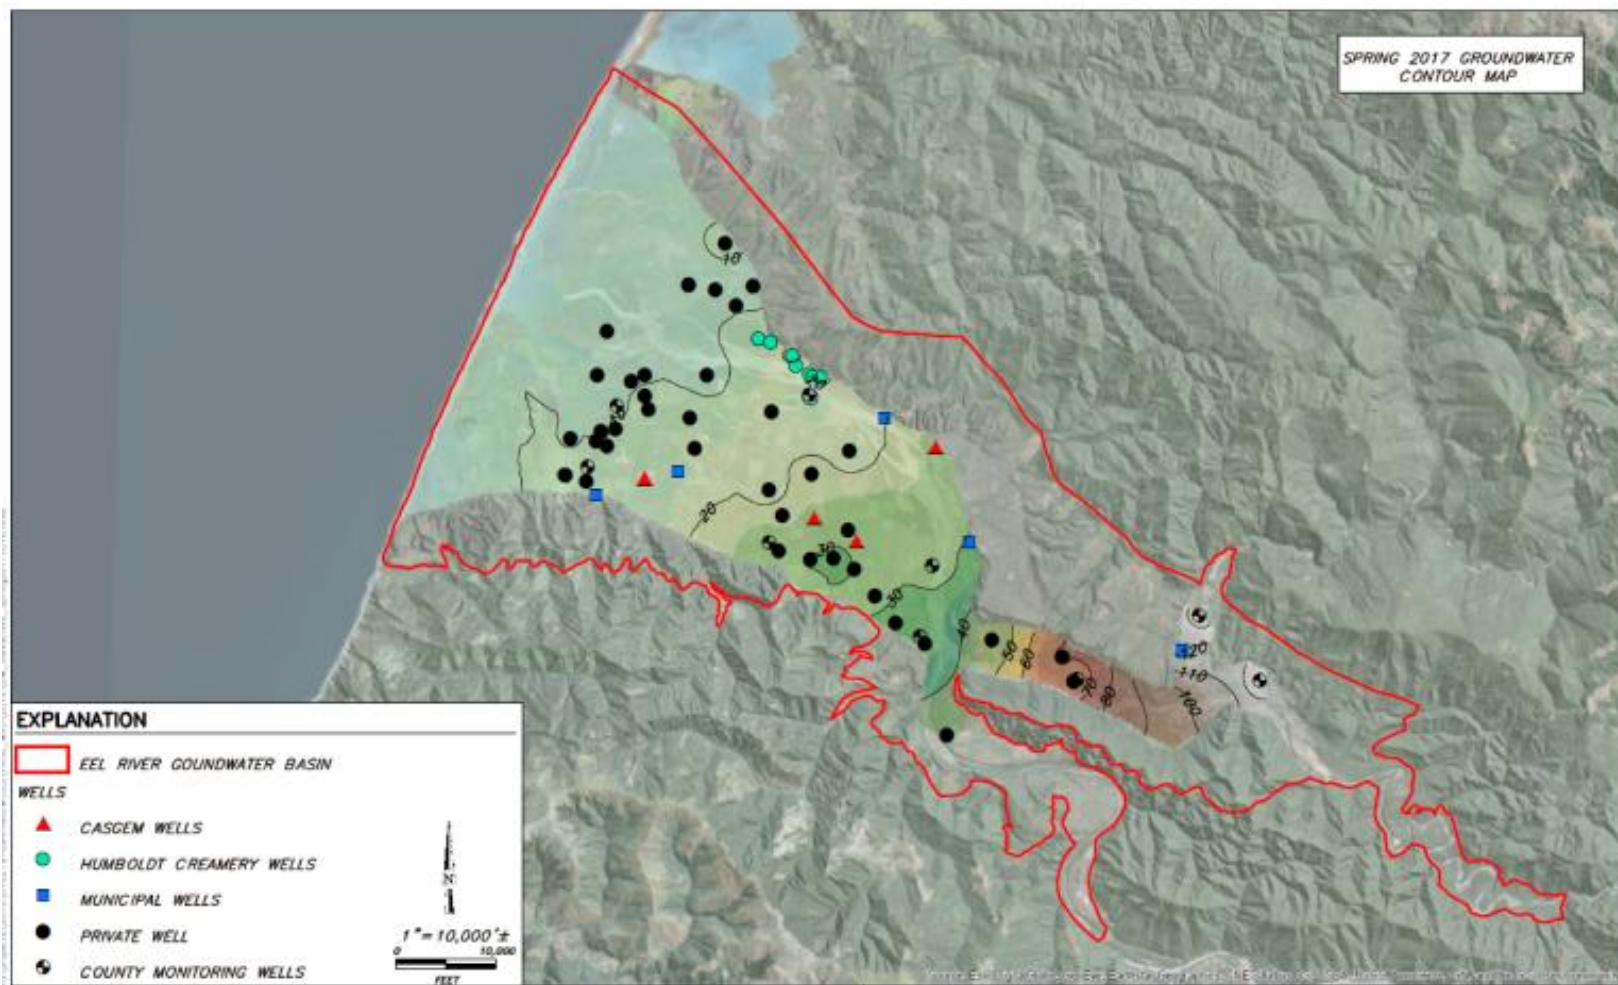 SPRING 2017 GROUNDWATER
CONTOUR MAP
10
20
30
30
40
50
60
70
80
100
110
120
EXPLANATION
EEL RIVER GOUNDWATER BASIN
WELLS
CASGEM WELLS
HUMBOLDT CREAMERY WELLS
MUNICIPAL WELLS
PRIVATE WELL
COUNTY MONITORING WELLS
1"=10,000'±
0 10,000
FEET